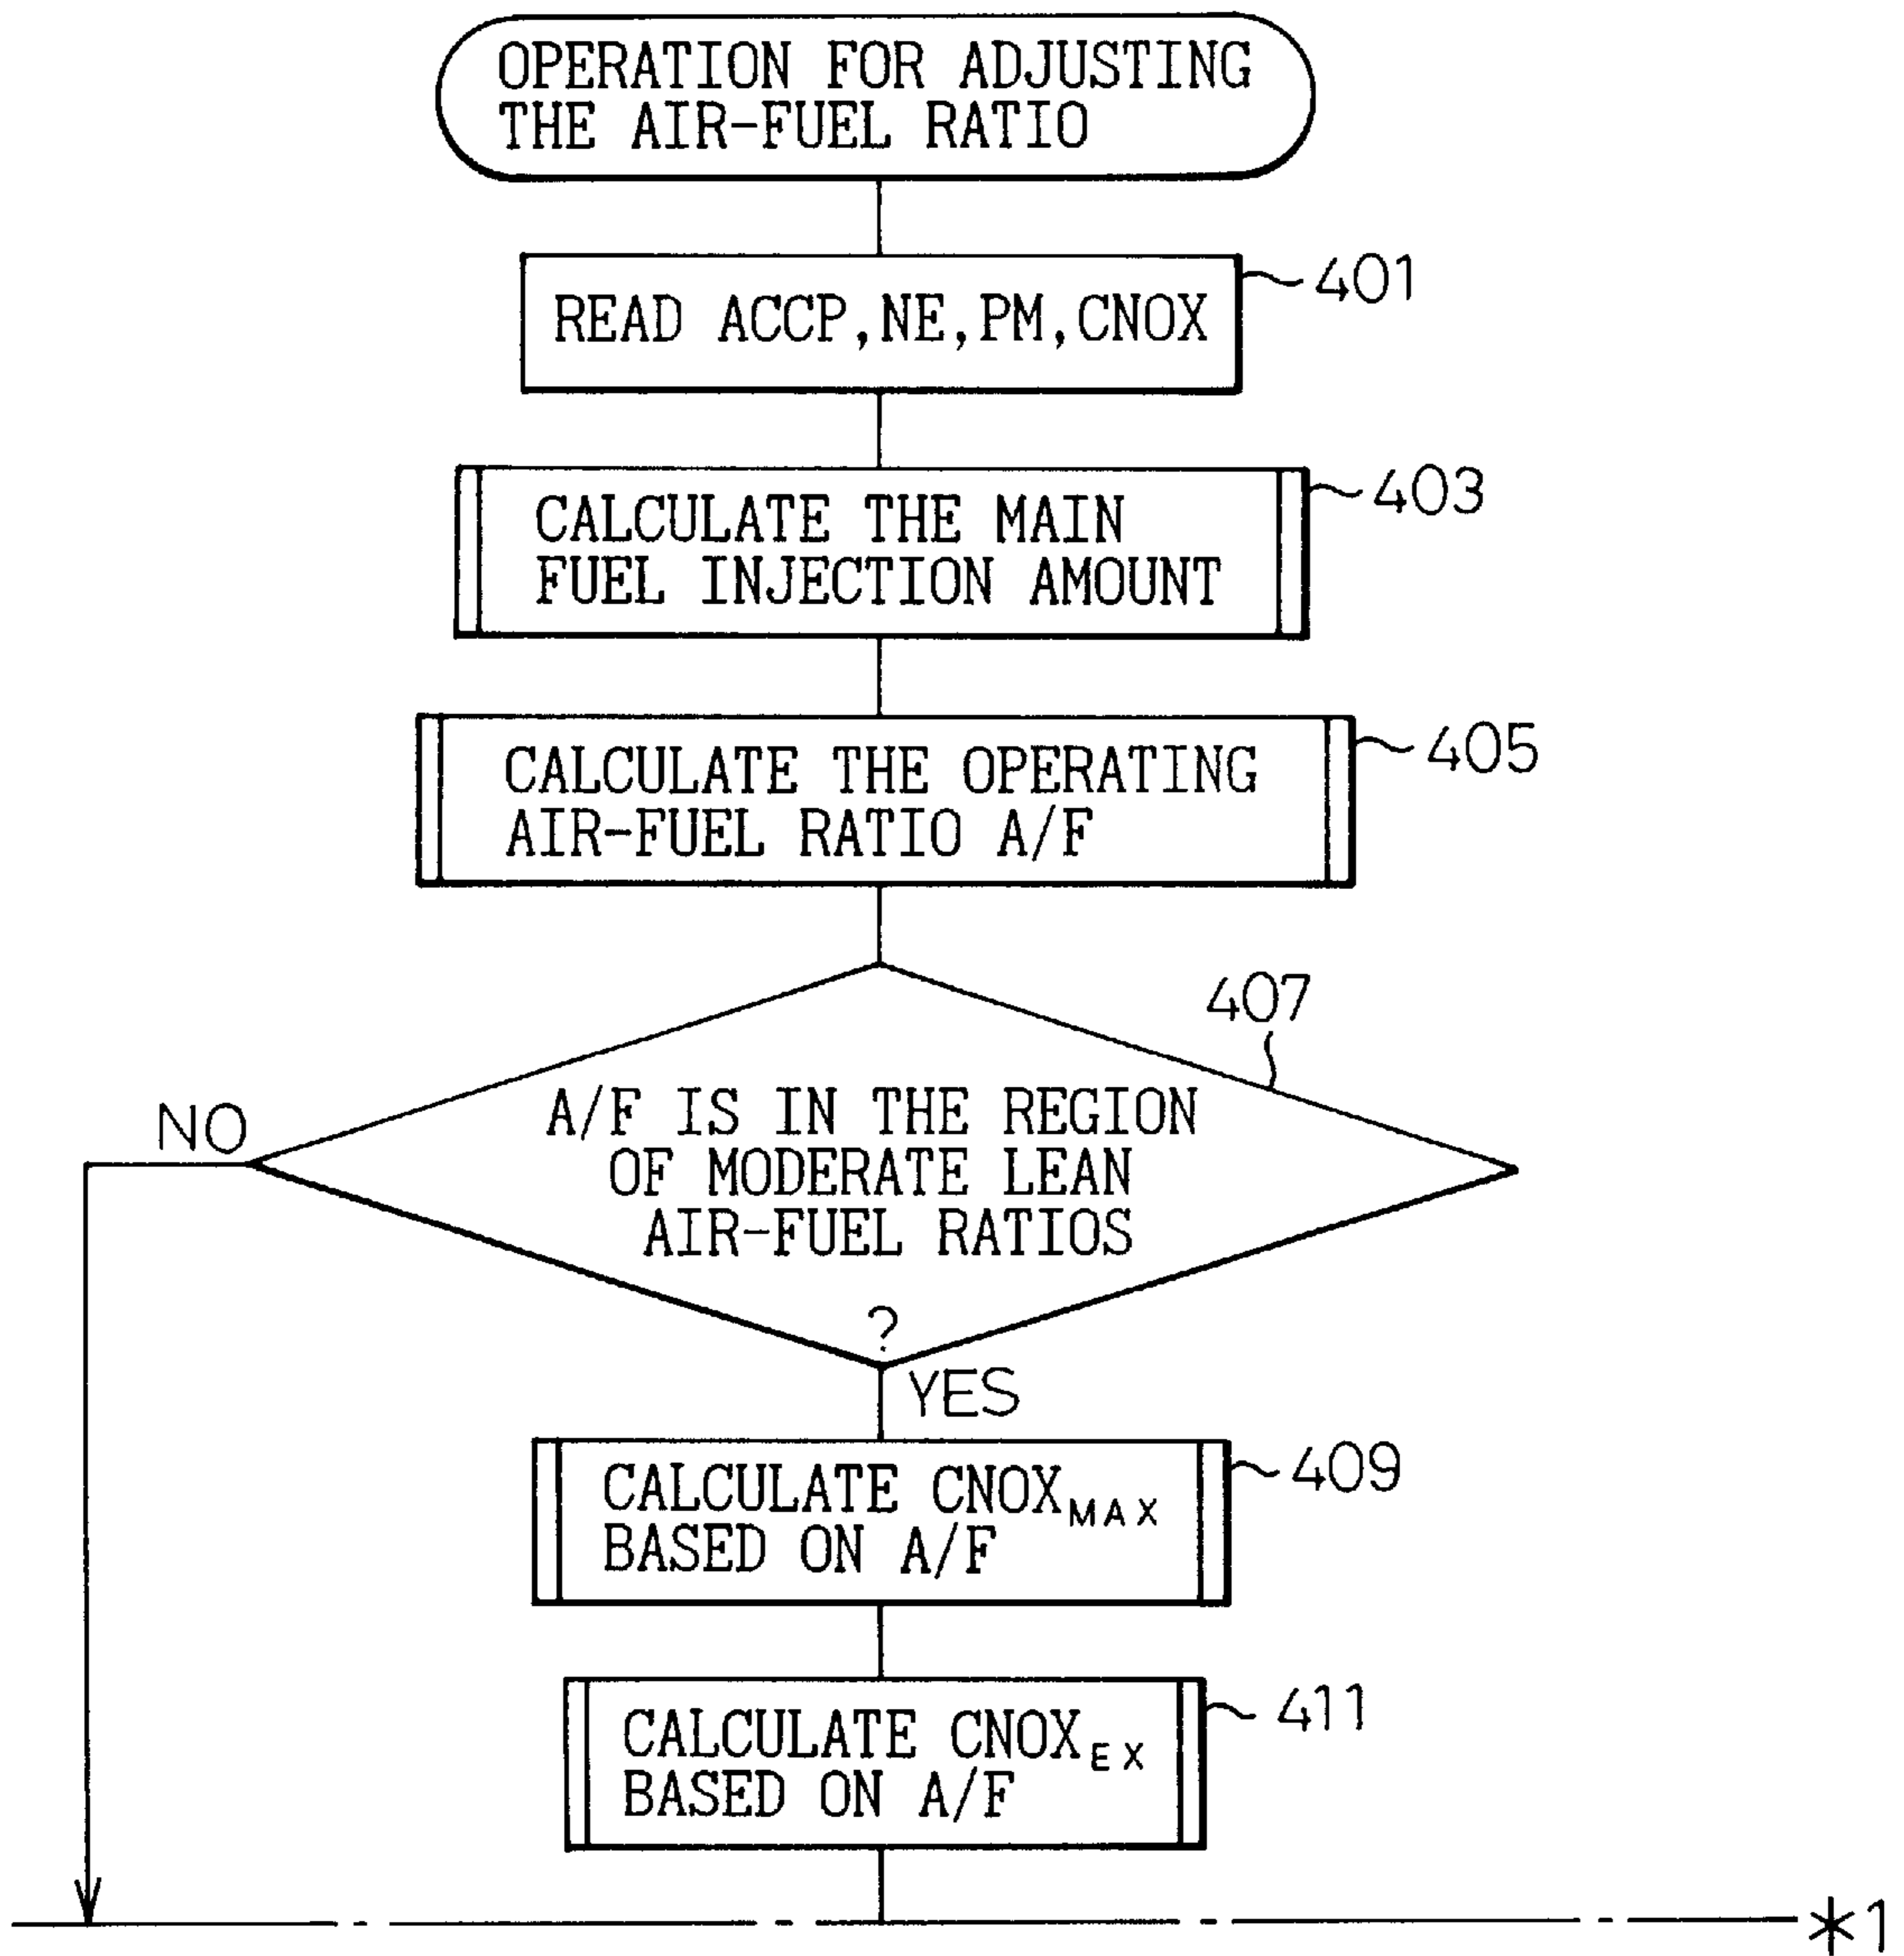 OPERATION FOR ADJUSTING
THE AIR-FUEL RATIO
READ ACCP,NE,PM,CNOX
401
CALCULATE THE MAIN
FUEL INJECTION AMOUNT
403
CALCULATE THE OPERATING
AIR-FUEL RATIO A/F
405
407
NO
A/F IS IN THE REGION
OF MODERATE LEAN
AIR-FUEL RATIOS
?
YES
CALCULATE CNOXMAX
BASED ON A/F
409
CALCULATE CNOXEX
BASED ON A/F
411
*1